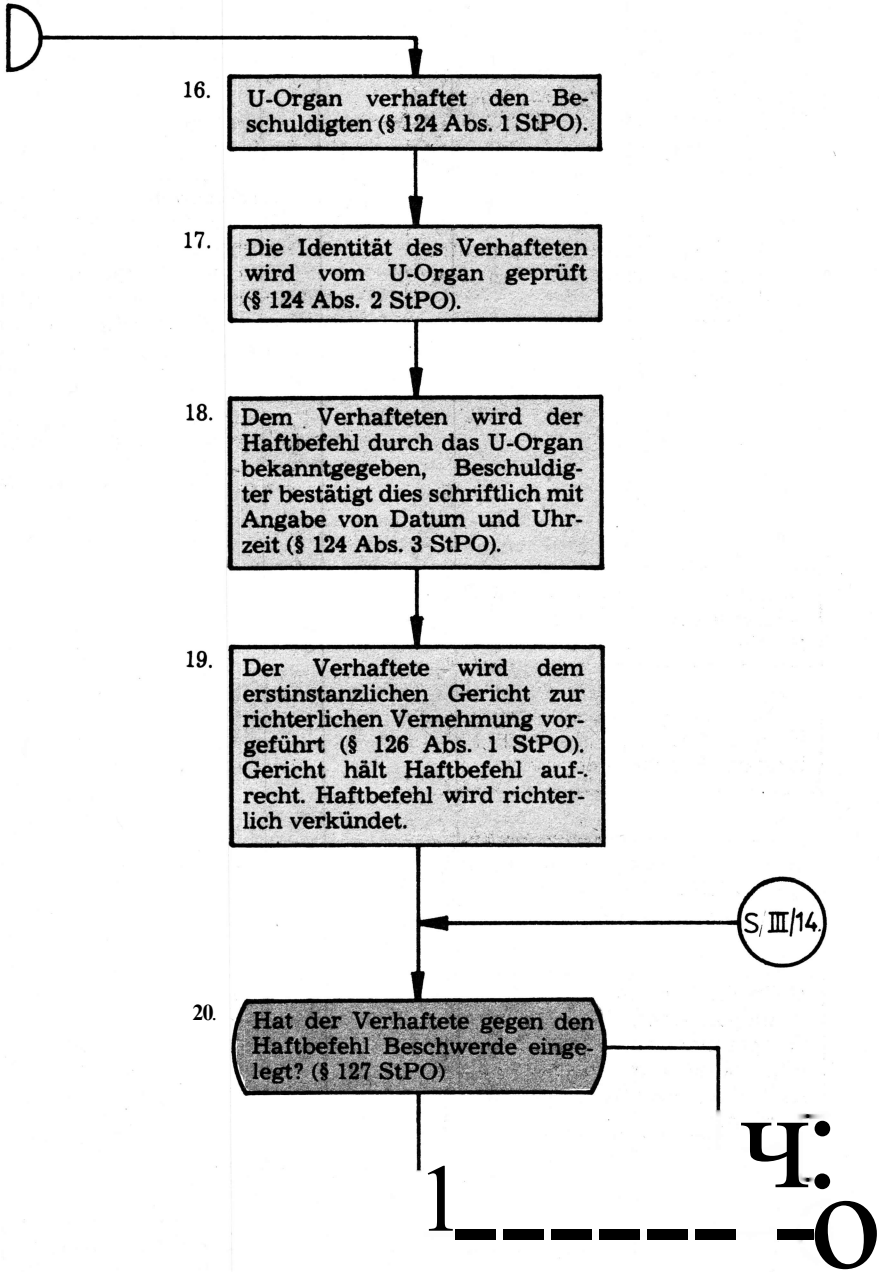 16.
U-Organ verhaftet den Be-
schuldigten (§ 124 Abs. 1 StPO).
17.
Die Identität des Verhafteten
wird vom U-Organ geprüft
(§ 124 Abs. 2 StPO).
18.
Dem Verhafteten wird der
Haftbefehl durch das U-Organ
bekanntgegeben, Beschuldig-
ter bestätigt dies schriftlich mit
Angabe von Datum und Uhr-
zeit (§ 124 Abs. 3 StPO).
19.
Der Verhaftete wird dem
erstinstanzlichen Gericht zur
richterlichen Vernehmung vor-
geführt (§ 126 Abs. 1 StPO).
Gericht hält Haftbefehl auf-
recht. Haftbefehl wird richter-
lich verkündet.
S, III/14.
20.
Hat der Verhaftete gegen den
Haftbefehl Beschwerde einge-
legt? (§ 127 StPO)
ч:
1______ _O